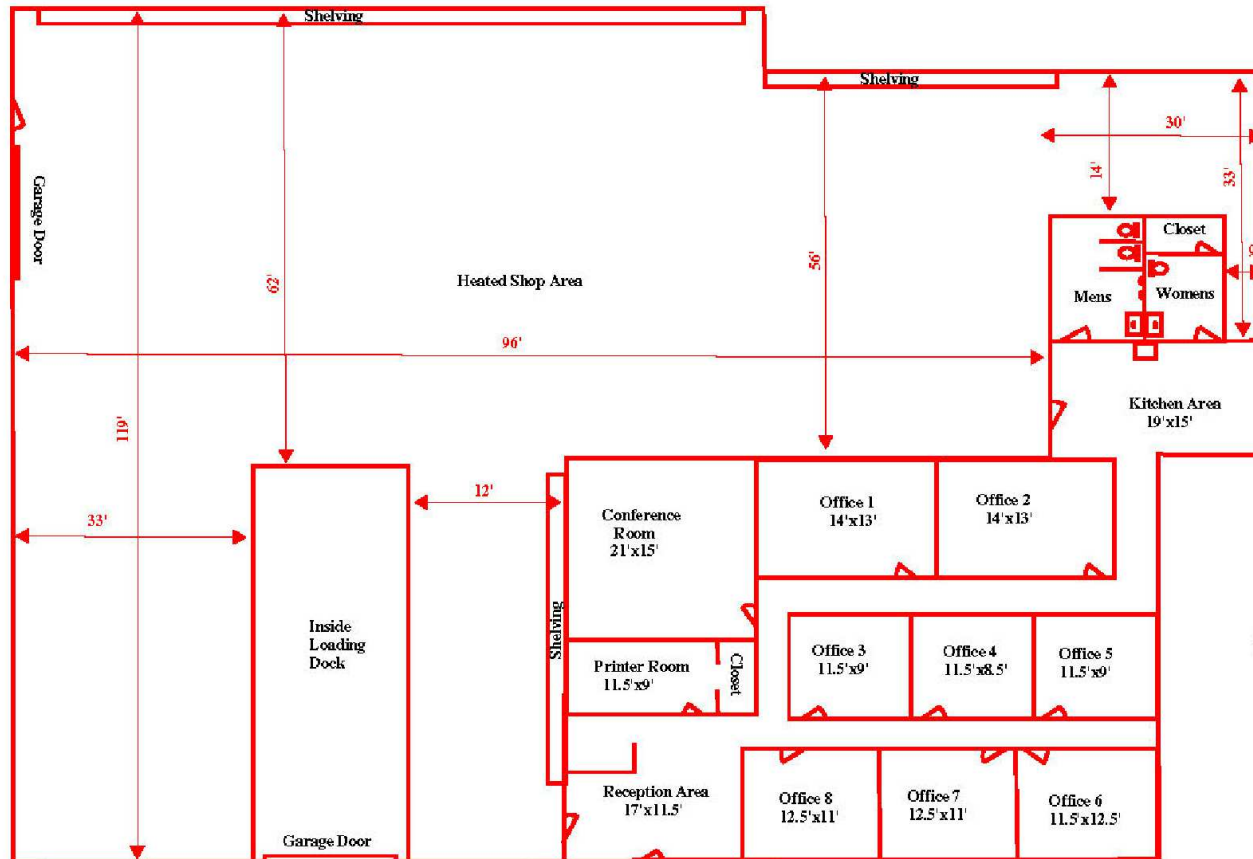 Shelving
Shelving
30'
14'
33'
Garage Door
Closet
62'
56'
9
Heated Shop Area
Mens
Womens
96'
Kitchen Area
19'x15'
119'
12'
33'
Conference
Room
21'x15'
Office 1
14'x13'
Office 2
14'x13'
Inside
Loading
Dock
Shelving
Printer Room
11.5'x9'
Closet
Office 3
11.5'x9'
Office 4
11.5'x8.5'
Office 5
11.5'x9'
Reception Area
17'x11.5'
Office 8
12.5'x11'
Office 7
12.5'x11'
Office 6
11.5'x12.5'
Garage Door